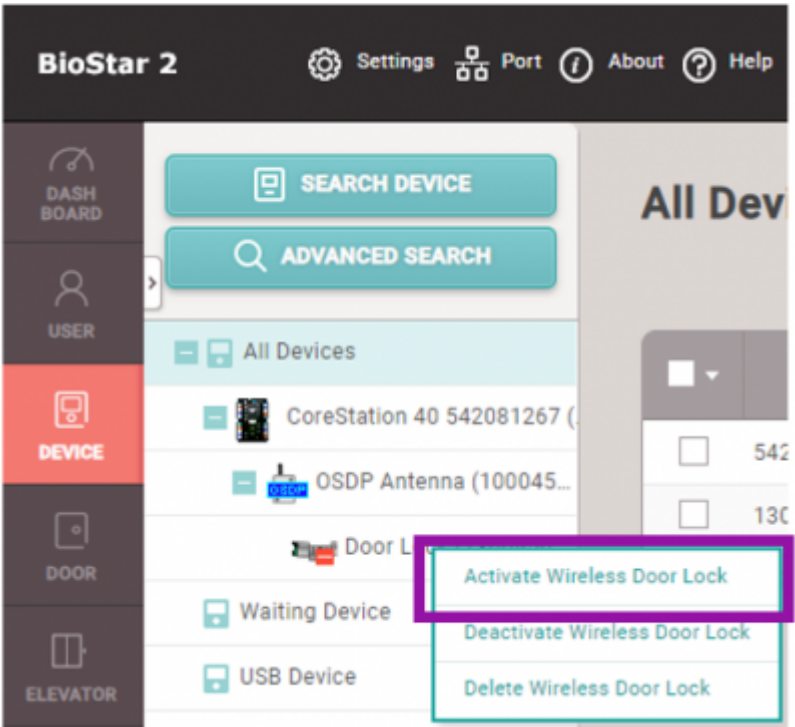 BioStar 2
Settings
Port
About
Help
DASH
BOARD
USER
DEVICE
DOOR
ELEVATOR
SEARCH DEVICE
ADVANCED SEARCH
All Devices
CoreStation 40 542081267 (.
OSDP
OSDP Antenna (100045...
Door L
Waiting Device
USB Device
Activate Wireless Door Lock
Deactivate Wireless Door Lock
Delete Wireless Door Lock
All Devi
542
130